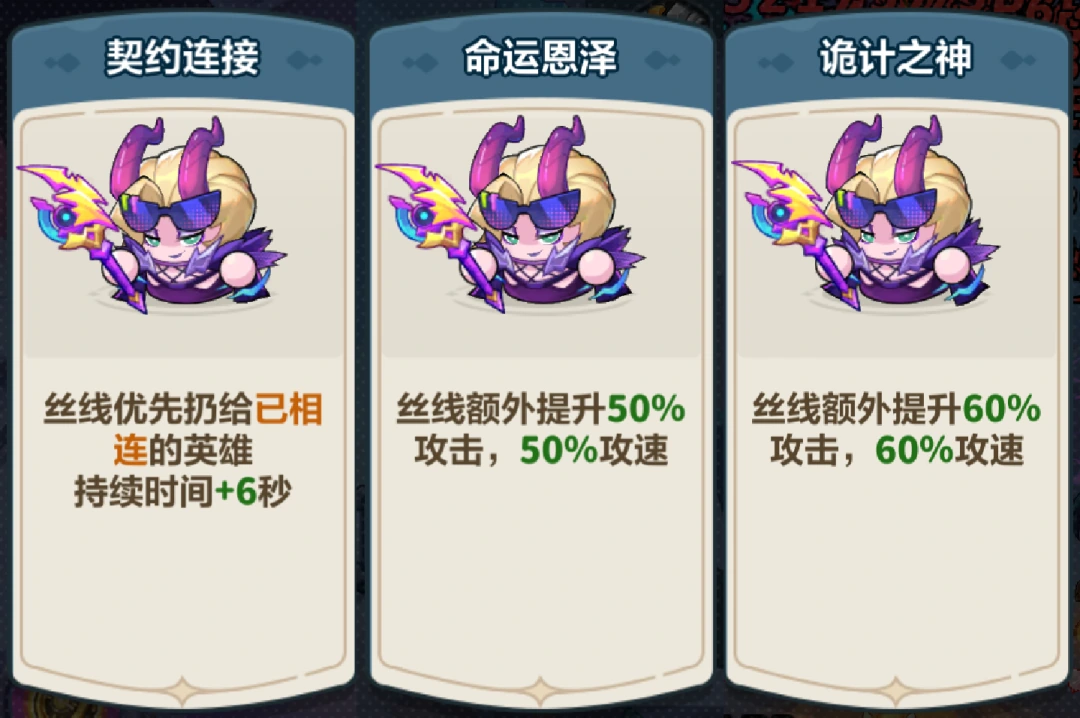 契约连接
丝线优先扔给已相
连的英雄
持续时间+6秒
命运恩泽
丝线额外提升50%
攻击，50%攻速
诡计之神
丝线额外提升60%
攻击，60%攻速